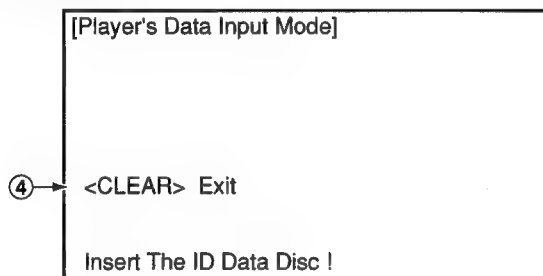 [Player's Data Input Mode]
④ <CLEAR> Exit
Insert The ID Data Disc !